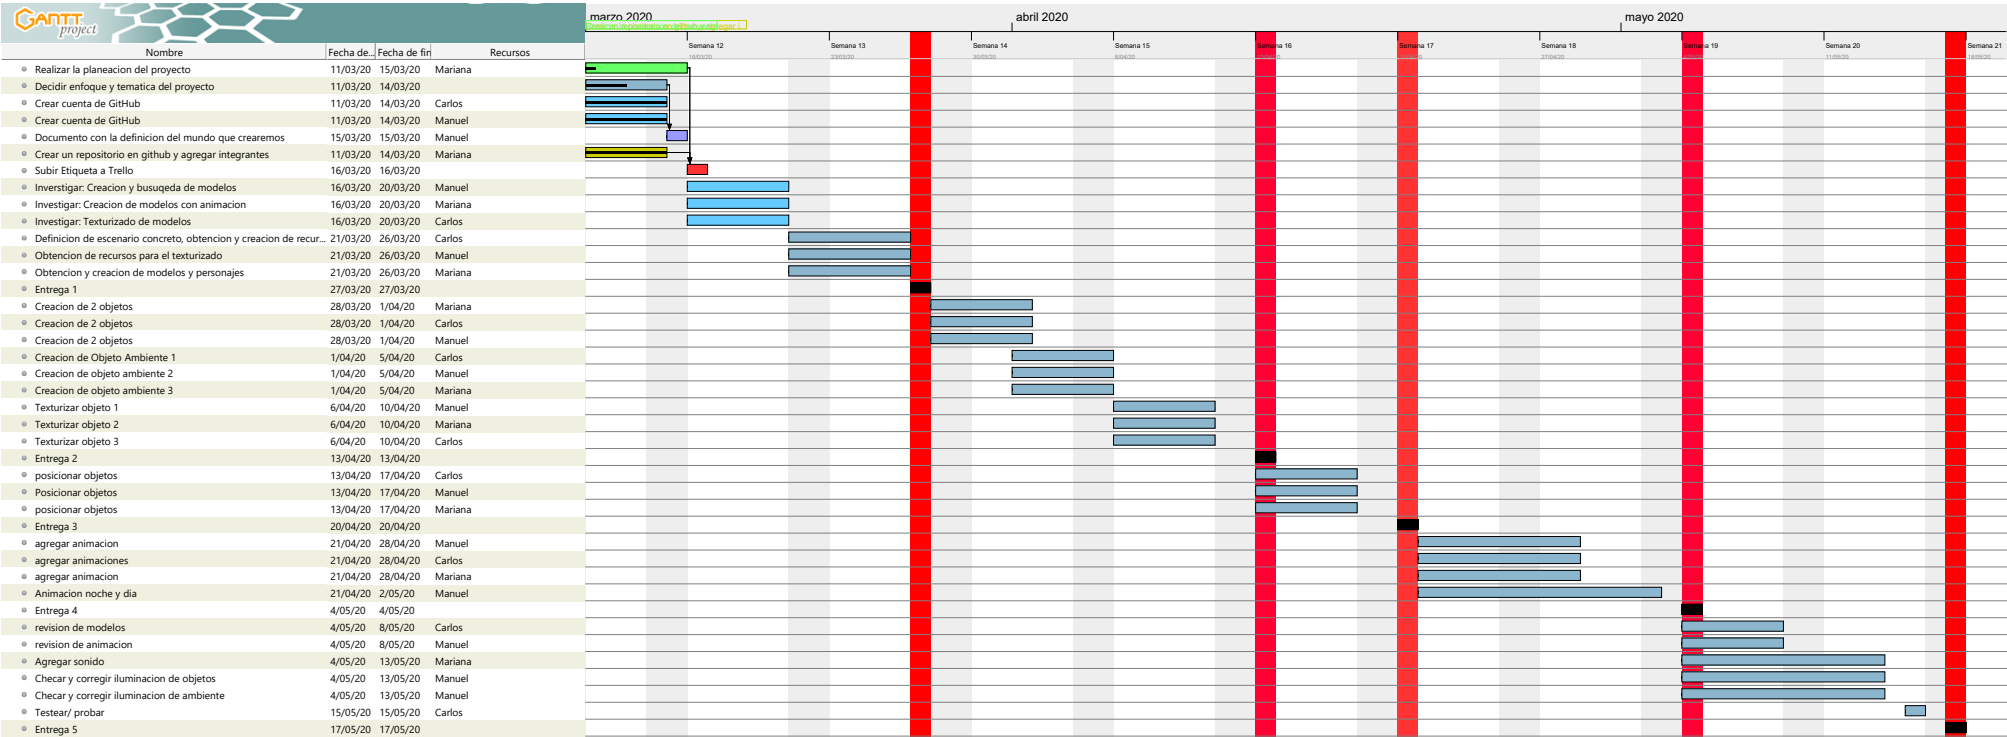 GANTT project
marzo 2020 abril 2020 mayo 2020
Semana 12 Semana 13 Semana 14 Semana 15 Semana 16 Semana 17 Semana 18 Semana 19 Semana 20 Semana 21
16/03/20 23/03/20 30/03/20 6/04/20 27/04/20 11/05/20 18/05/20
Nombre Fecha de... Fecha de fin Recursos
Realizar la planeacion del proyecto 11/03/20 15/03/20 Mariana
Decidir enfoque y tematica del proyecto 11/03/20 14/03/20
Crear cuenta de GitHub 11/03/20 14/03/20 Carlos
Crear cuenta de GitHub 11/03/20 14/03/20 Manuel
Documento con la definicion del mundo que crearemos 15/03/20 15/03/20 Manuel
Crear un repositorio en github y agregar integrantes 11/03/20 14/03/20 Mariana
Subir Etiqueta a Trello 16/03/20 16/03/20
Inverstigar: Creacion y busuqeda de modelos 16/03/20 20/03/20 Manuel
Investigar: Creacion de modelos con animacion 16/03/20 20/03/20 Mariana
Investigar: Texturizado de modelos 16/03/20 20/03/20 Carlos
Definicion de escenario concreto, obtencion y creacion de recur... 21/03/20 26/03/20 Carlos
Obtencion de recursos para el texturizado 21/03/20 26/03/20 Manuel
Obtencion y creacion de modelos y personajes 21/03/20 26/03/20 Mariana
Entrega 1 27/03/20 27/03/20
Creacion de 2 objetos 28/03/20 1/04/20 Mariana
Creacion de 2 objetos 28/03/20 1/04/20 Carlos
Creacion de 2 objetos 28/03/20 1/04/20 Manuel
Creacion de Objeto Ambiente 1 1/04/20 5/04/20 Carlos
Creacion de objeto ambiente 2 1/04/20 5/04/20 Manuel
Creacion de objeto ambiente 3 1/04/20 5/04/20 Mariana
Texturizar objeto 1 6/04/20 10/04/20 Manuel
Texturizar objeto 2 6/04/20 10/04/20 Mariana
Texturizar objeto 3 6/04/20 10/04/20 Carlos
Entrega 2 13/04/20 13/04/20
posicionar objetos 13/04/20 17/04/20 Carlos
Posicionar objetos 13/04/20 17/04/20 Manuel
posicionar objetos 13/04/20 17/04/20 Mariana
Entrega 3 20/04/20 20/04/20
agregar animacion 21/04/20 28/04/20 Manuel
agregar animaciones 21/04/20 28/04/20 Carlos
agregar animacion 21/04/20 28/04/20 Mariana
Animacion noche y dia 21/04/20 2/05/20 Manuel
Entrega 4 4/05/20 4/05/20
revision de modelos 4/05/20 8/05/20 Carlos
revision de animacion 4/05/20 8/05/20 Manuel
Agregar sonido 4/05/20 13/05/20 Mariana
Checar y corregir iluminacion de objetos 4/05/20 13/05/20 Manuel
Checar y corregir iluminacion de ambiente 4/05/20 13/05/20 Manuel
Testear/ probar 15/05/20 15/05/20 Carlos
Entrega 5 17/05/20 17/05/20